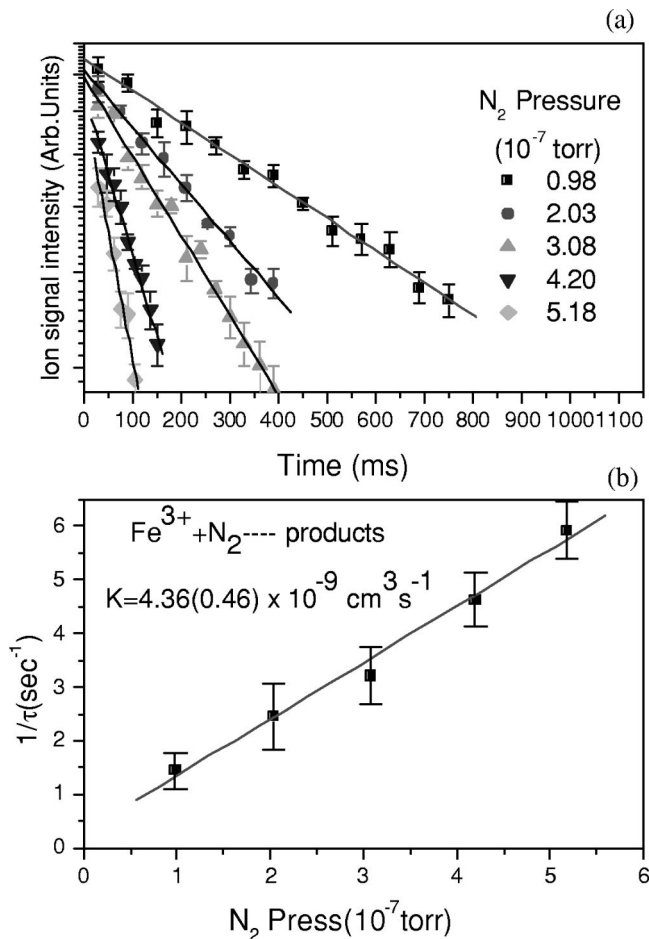 (a)
Ion signal intensity (Arb.Units)
N2 Pressure
(10-7 torr)
0.98
2.03
3.08
4.20
5.18
0 100 200 300 400 500 600 700 800 900 1000 1100
Time (ms)
(b)
Fe3+ +N2---- products
K=4.36(0.46) x 10-9 cm3s-1
1/τ(sec-1)
6
5
4
3
2
1
0
0 1 2 3 4 5 6
N2 Press(10-7torr)